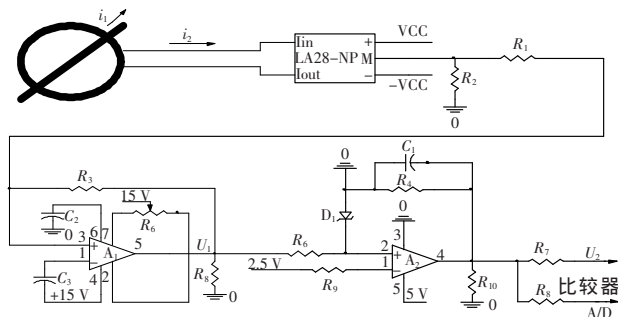 i1
i2
Iin
+
VCC
LA28-NP
M
R1
Iout
−
-VCC
R2
0
R3
0
C1
15 V
R4
C2
6
7
R6
D1
0
0
3
+
A1
5
U1
R6
3
2
+
A2
4
R7
U2
1
−
2.5 V
1
−
C3
4
2
R8
R9
5
R10
R8
比较器
+15 V
0
5 V
0
A/D